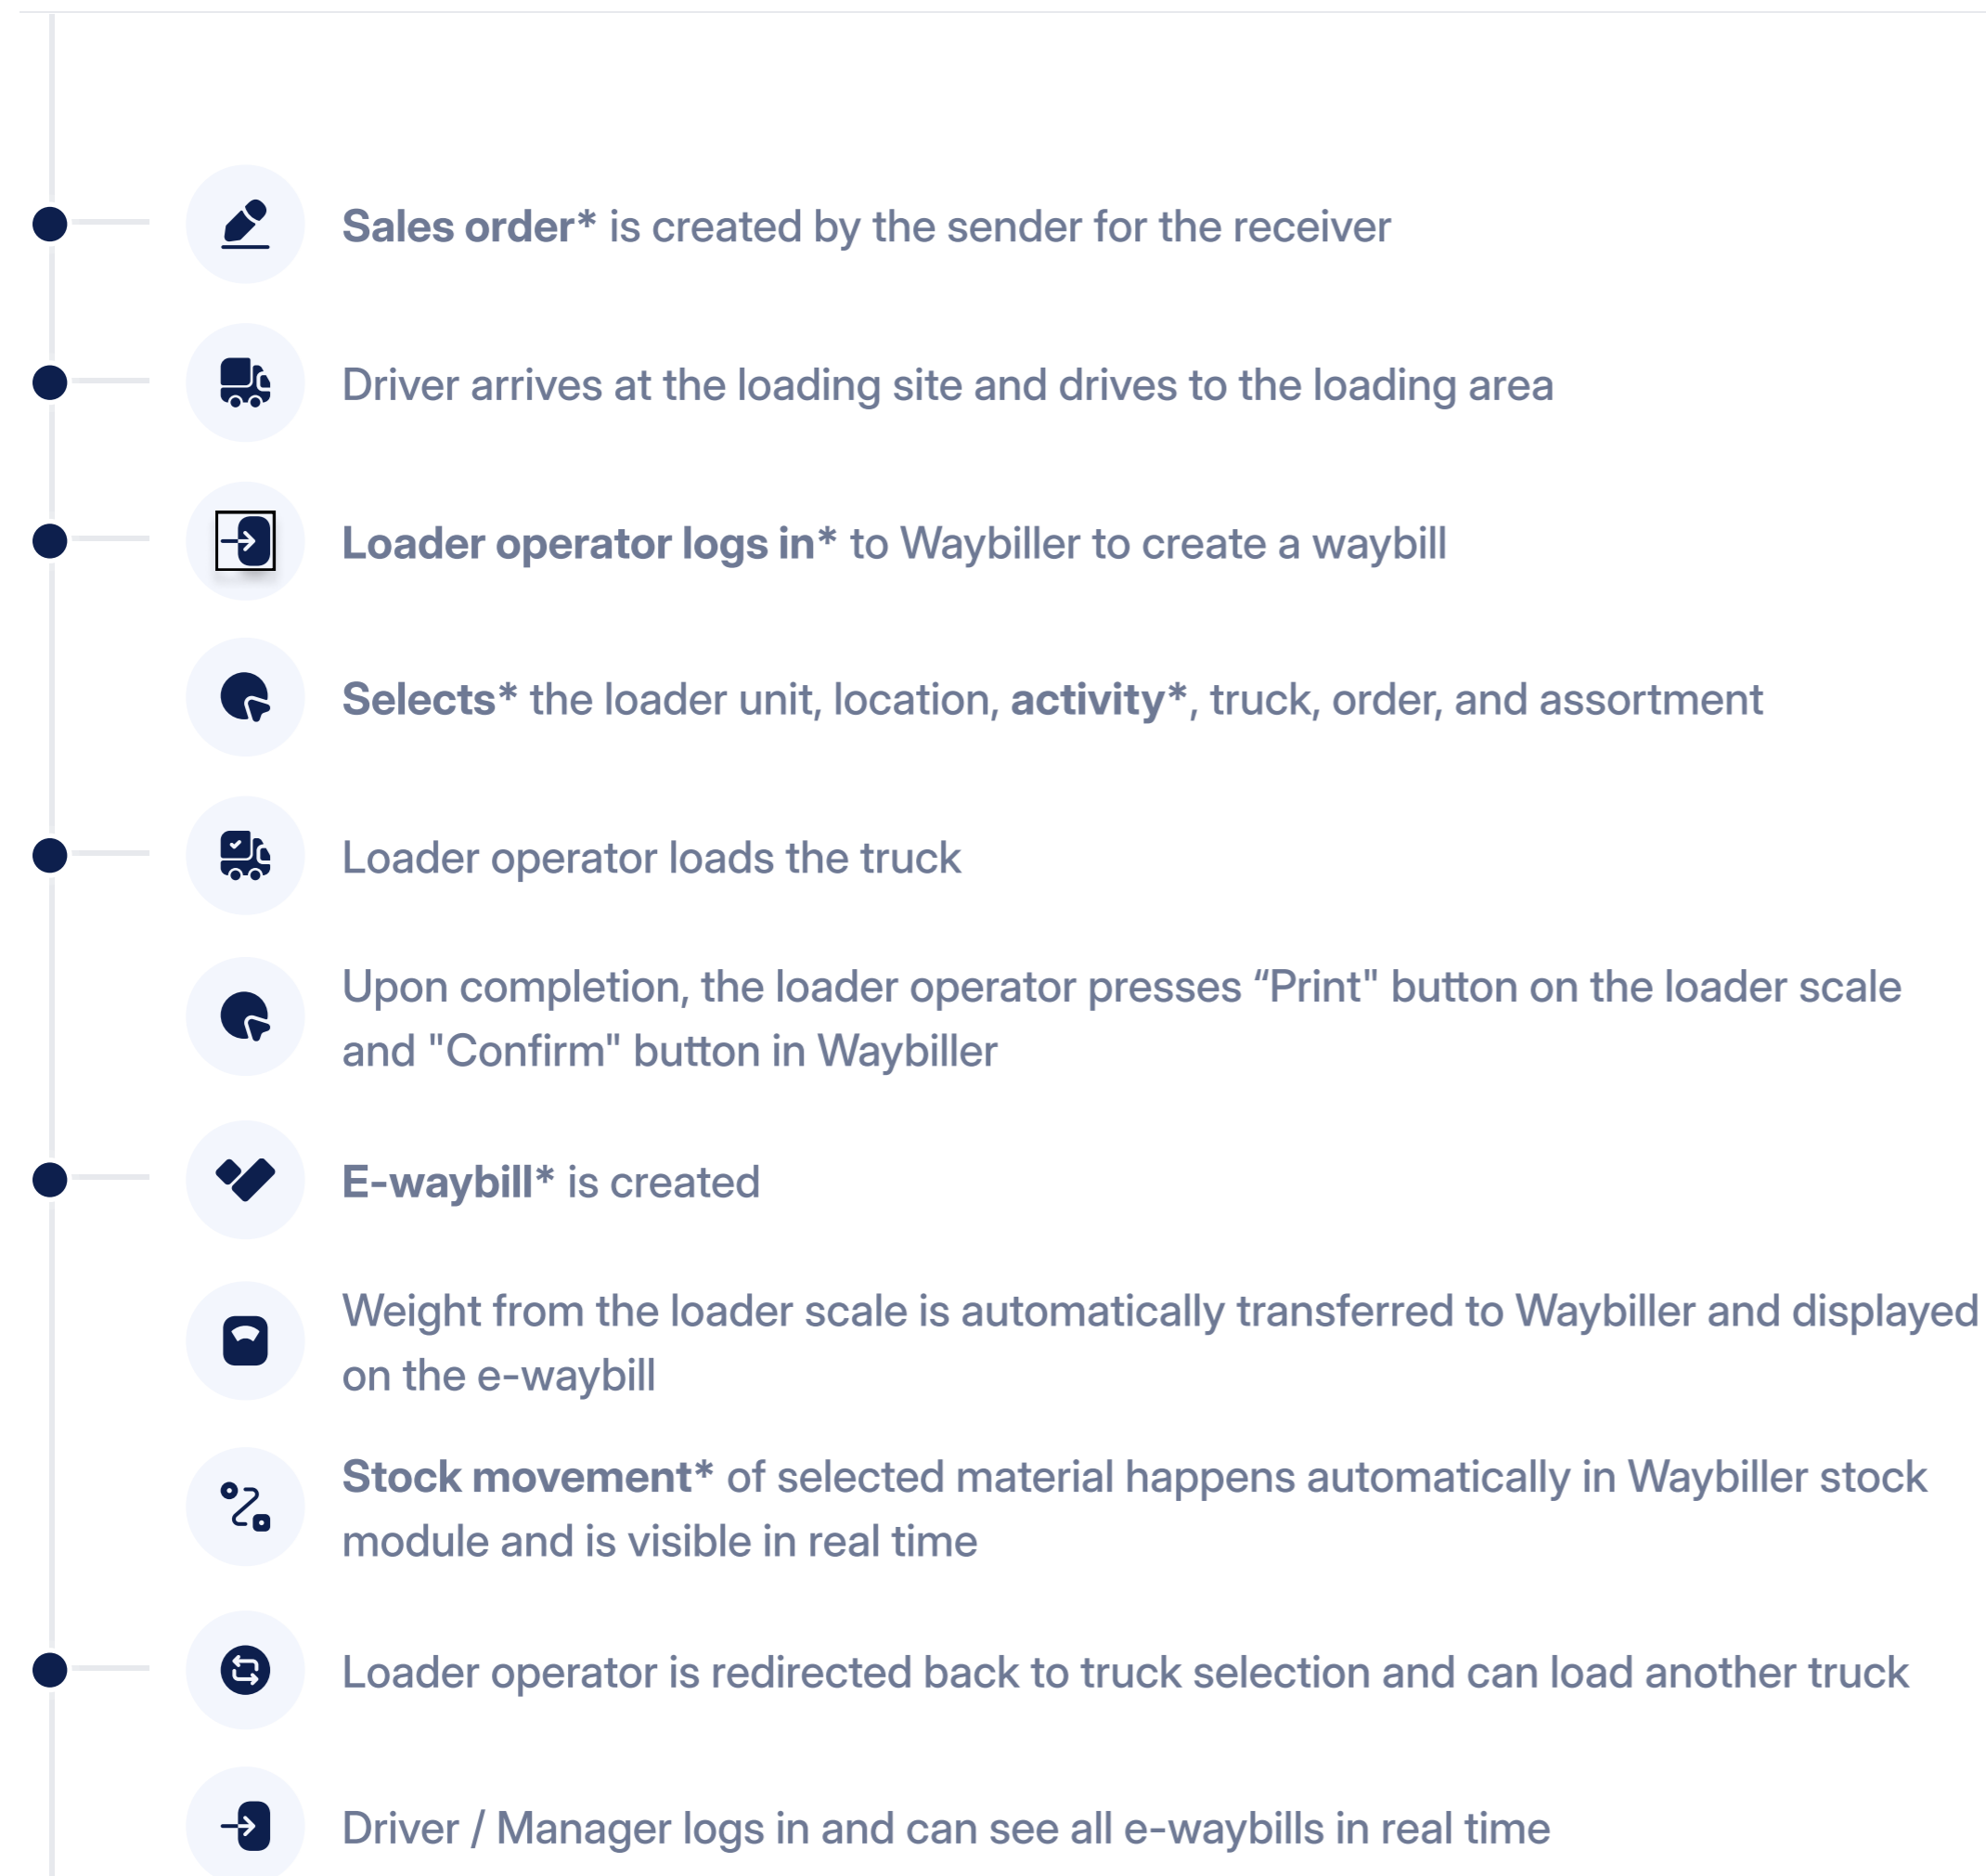 Sales order* is created by the sender for the receiver
Driver arrives at the loading site and drives to the loading area
Loader operator logs in* to Waybiller to create a waybill
Selects* the loader unit, location, activity*, truck, order, and assortment
Loader operator loads the truck
Upon completion, the loader operator presses “Print" button on the loader scale
and "Confirm" button in Waybiller
E-waybill* is created
Weight from the loader scale is automatically transferred to Waybiller and displayed
on the e-waybill
Stock movement* of selected material happens automatically in Waybiller stock
module and is visible in real time
Loader operator is redirected back to truck selection and can load another truck
Driver / Manager logs in and can see all e-waybills in real time